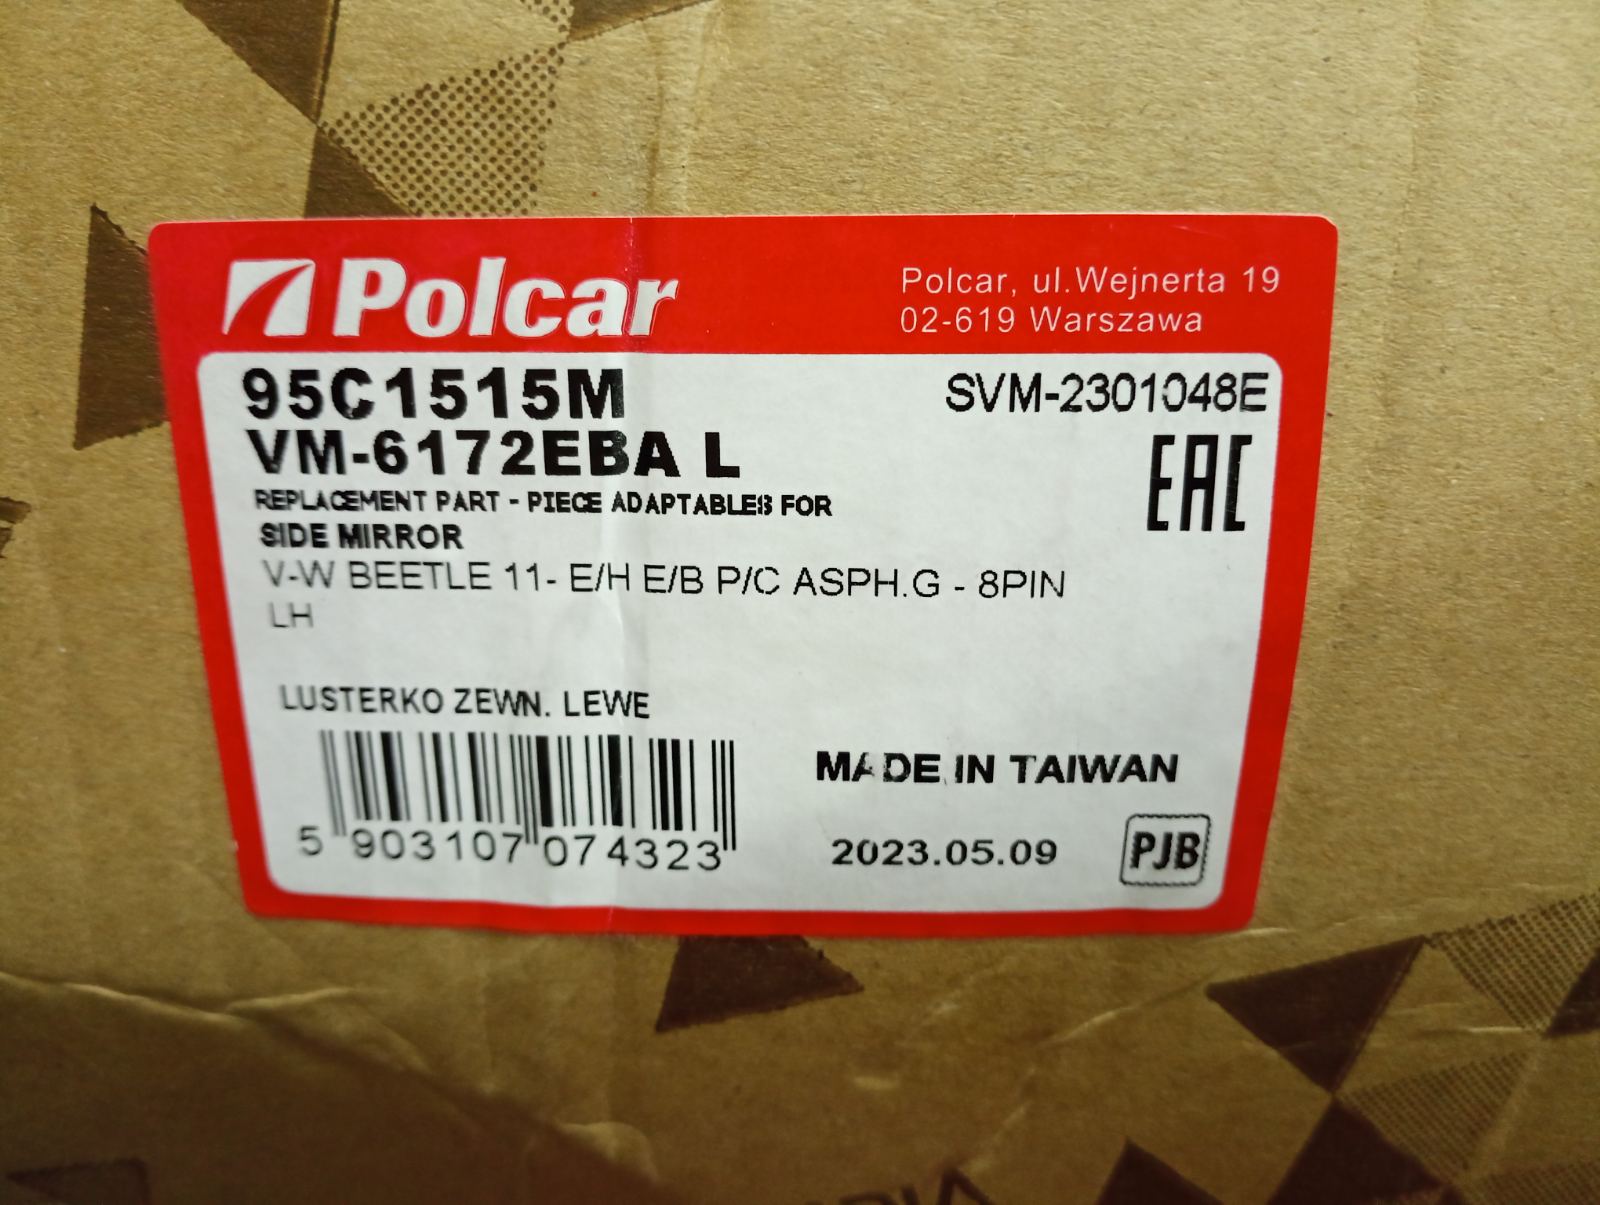 Polcar
Polcar, ul.Wejnerta 19
02-619 Warszawa
95C1515M
SVM-2301048E
VM-6172EBA L
EAC
REPLACEMENT PART - PIECE ADAPTABLES FOR
SIDE MIRROR
V-W BEETLE 11- E/H E/B P/C ASPH.G - 8PIN
LH
LUSTERKO ZEWN. LEWE
MADE IN TAIWAN
5 903107 074323
2023.05.09
PJB